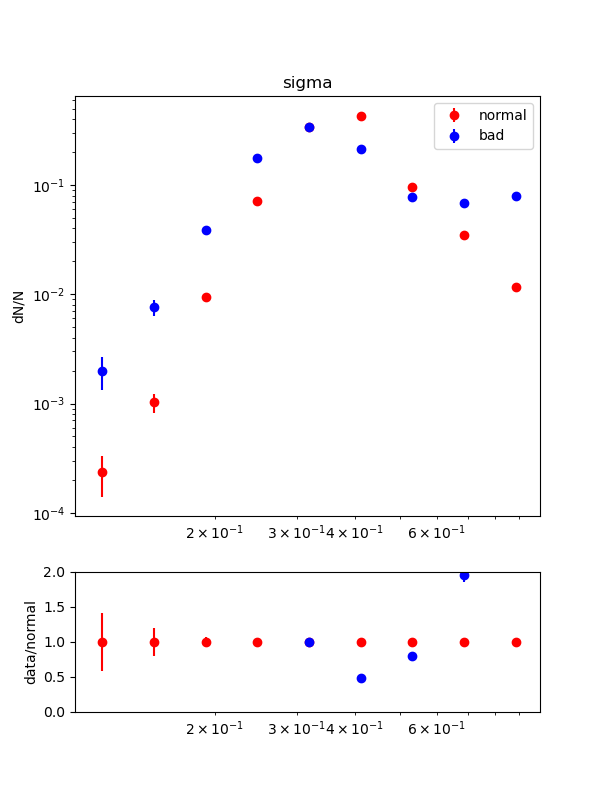 sigma
normal
bad
dN/N
10⁻¹
10⁻²
10⁻³
10⁻⁴
2 × 10⁻¹ 3 × 10⁻¹ 4 × 10⁻¹ 6 × 10⁻¹
data/normal
2.0
1.5
1.0
0.5
0.0
2 × 10⁻¹ 3 × 10⁻¹ 4 × 10⁻¹ 6 × 10⁻¹